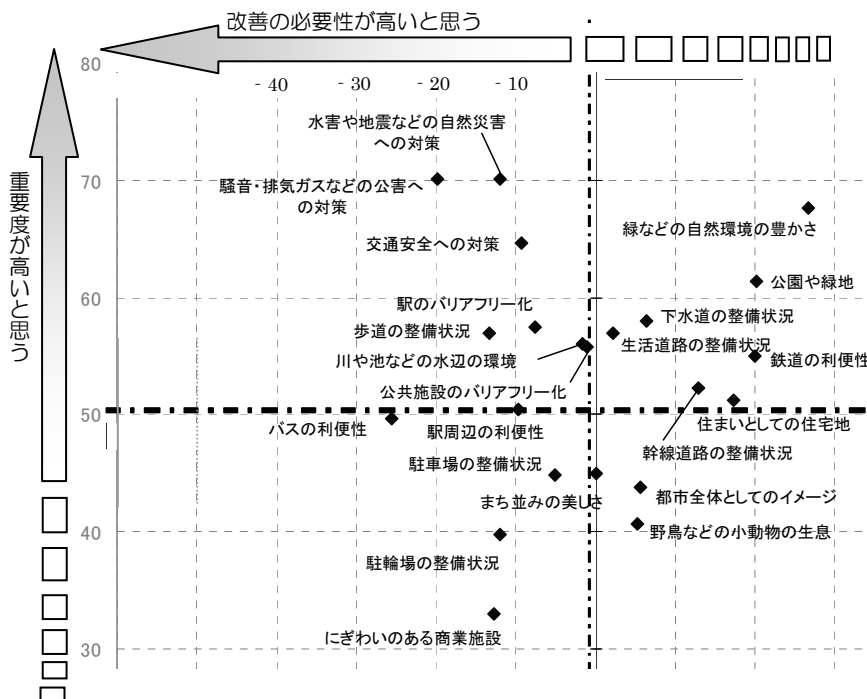 改善の必要性が高いと思う
80
- 40
- 30
- 20
- 10
水害や地震などの自然災害
への対策
重要度が高いと思う
70
騒音・排気ガスなどの公害へ
の対策
緑などの自然環境の豊かさ
交通安全への対策
公園や緑地
60
駅のバリアフリー化
下水道の整備状況
歩道の整備状況
生活道路の整備状況
川や池などの水辺の環境
鉄道の利便性
公共施設のバリアフリー化
50
バスの利便性
駅周辺の利便性
住まいとしての住宅地
幹線道路の整備状況
駐車場の整備状況
まち並みの美しさ
都市全体としてのイメージ
40
野鳥などの小動物の生息
駐輪場の整備状況
にぎわいのある商業施設
30